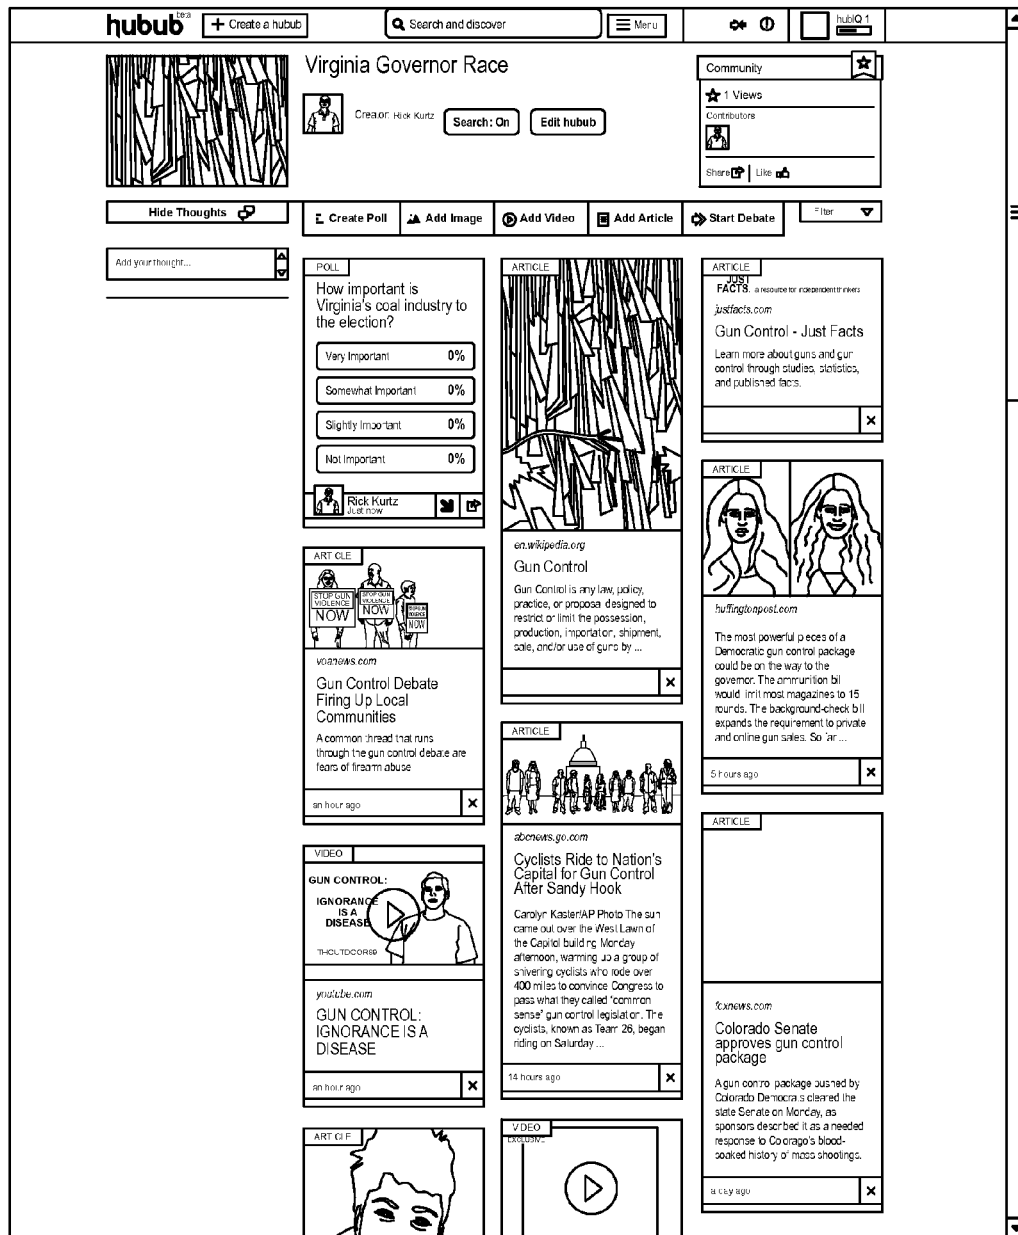 hubub beta
+ Create a hubub
Search and discover
Menu
hubIQ 1
Virginia Governor Race
Creator: Rick Kurtz
Search: On
Edit hubub
Community
1 Views
Contributors
Share
Like
Hide Thoughts
Create Poll
Add Image
Add Video
Add Article
Start Debate
Filter
Add your thought...
POLL
How important is
Virginia's coal industry to
the election?
Very Important 0%
Somewhat Important 0%
Slightly Important 0%
Not Important 0%
Rick Kurtz
Just now
ARTICLE
STOP GUN
VIOLENCE
NOW
STOP GUN
VIOLENCE
NOW
STOP GUN
VIOLENCE
NOW
voanews.com
Gun Control Debate
Firing Up Local
Communities
A common thread that runs
through the gun control debate are
fears of firearm abuse
an hour ago
VIDEO
GUN CONTROL:
IGNORANCE
IS A
DISEASE
THOUTDOORS89
youtube.com
GUN CONTROL:
IGNORANCE IS A
DISEASE
an hour ago
ARTICLE
ARTICLE
en.wikipedia.org
Gun Control
Gun Control is any law, policy,
practice, or proposal designed to
restrict or limit the possession,
production, importation, shipment,
sale, and/or use of guns by ...
ARTICLE
abcnews.go.com
Cyclists Ride to Nation's
Capital for Gun Control
After Sandy Hook
Carolyn Kaster/AP Photo The sun
came out over the West Lawn of
the Capitol building Monday
afternoon, warming up a group of
shivering cyclists who rode over
400 miles to convince Congress to
pass what they called "common
sense" gun control legislation. The
cyclists, known as Team 26, began
riding on Saturday ...
14 hours ago
VIDEO
EXCLUSIVE
ARTICLE
JUST
FACTS. a resource for independent thinkers
justfacts.com
Gun Control - Just Facts
Learn more about guns and gun
control through studies, statistics,
and published facts.
ARTICLE
huffingtonpost.com
The most powerful pieces of a
Democratic gun control package
could be on the way to the
governor. The ammunition bill
would limit most magazines to 15
rounds. The background-check bill
expands the requirement to private
and online gun sales. So far ...
5 hours ago
ARTICLE
foxnews.com
Colorado Senate
approves gun control
package
A gun control package pushed by
Colorado Democrats cleared the
state Senate on Monday, as
sponsors described it as a needed
response to Colorago's blood-
soaked history of mass shootings.
a day ago